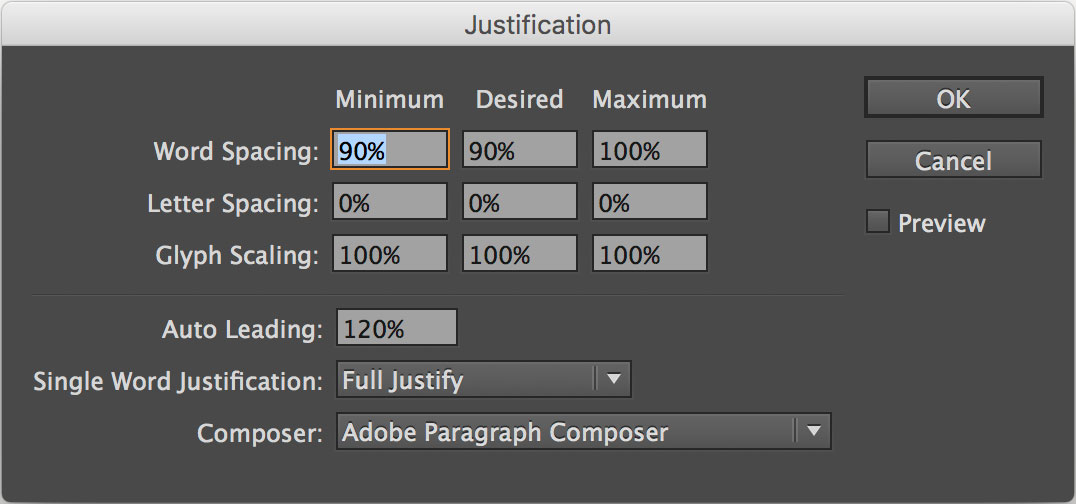 Justification
Minimum Desired Maximum OK
Word Spacing: 90% 90% 100%
Cancel
Letter Spacing: 0% 0% 0%
Preview
Glyph Scaling: 100% 100% 100%
Auto Leading: 120%
Single Word Justification: Full Justify
Composer: Adobe Paragraph Composer